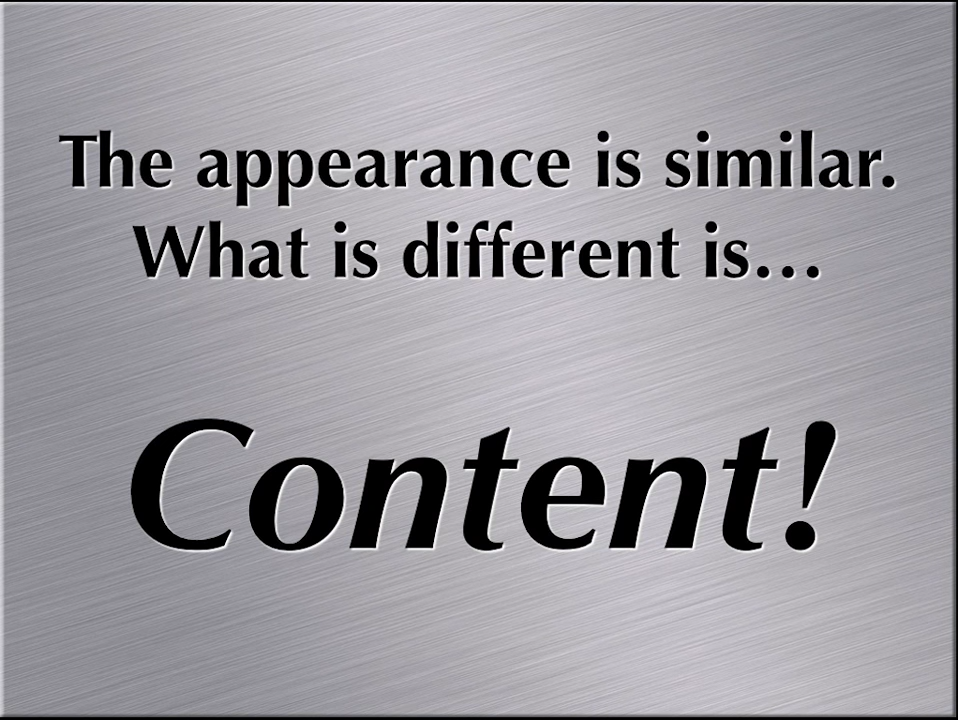 The appearance is similar.
What is different is…
Content!